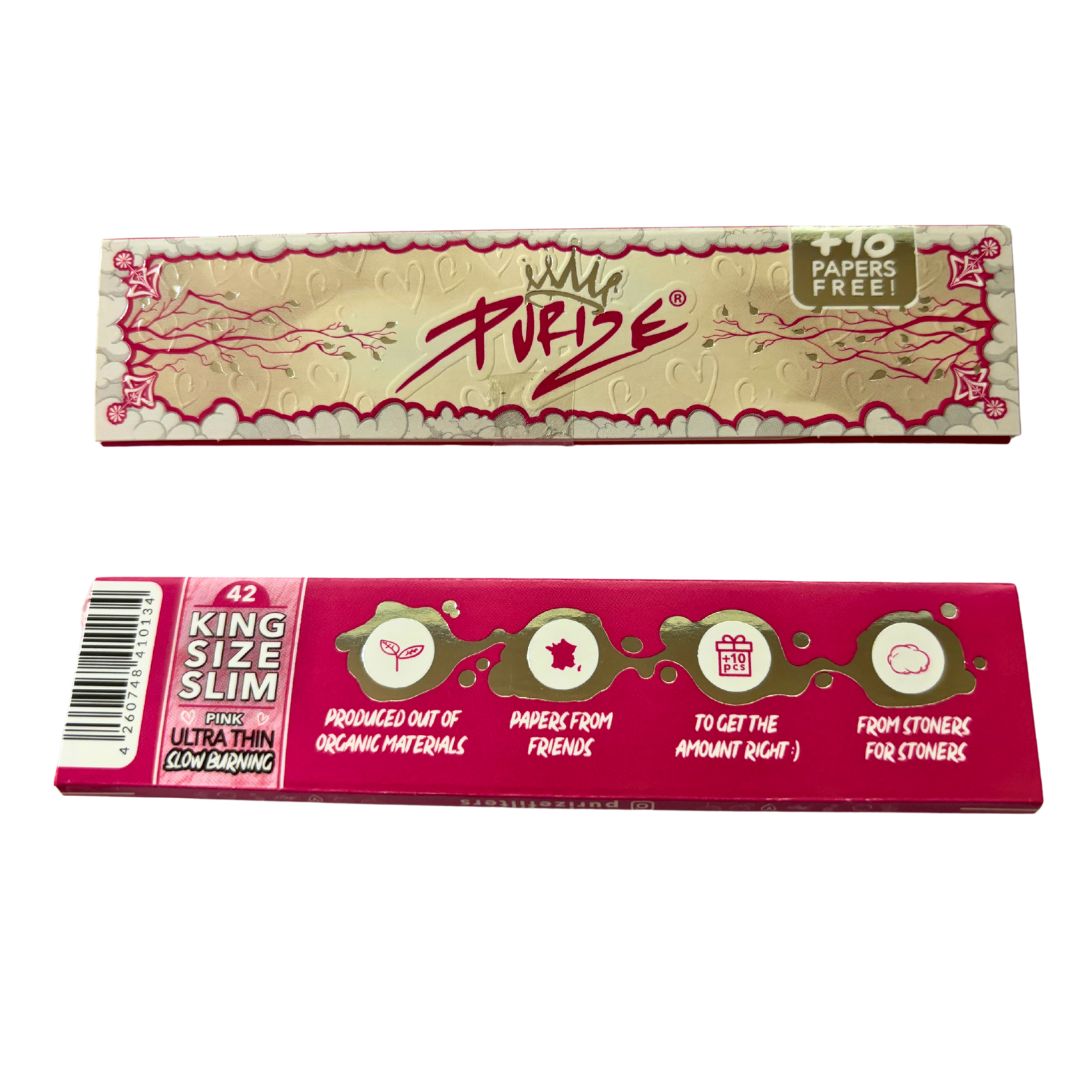 PURIZE®
+10
PAPERS
FREE!
4 260748 410134
42
KING
SIZE
SLIM
PINK
ULTRA THIN
SLOW BURNING
PRODUCED OUT OF
ORGANIC MATERIALS
PAPERS FROM
FRIENDS
+10
pcs
TO GET THE
AMOUNT RIGHT :)
FROM STONERS
FOR STONERS
purizefilters